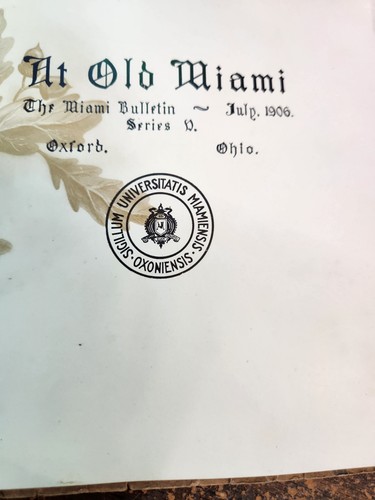 At Old Miami
The Miami Bulletin ~ July, 1906.
Series V.
Oxford, Ohio.
SIGILLUM UNIVERSITATIS MIAMIENSIS · OXONIENSIS ·